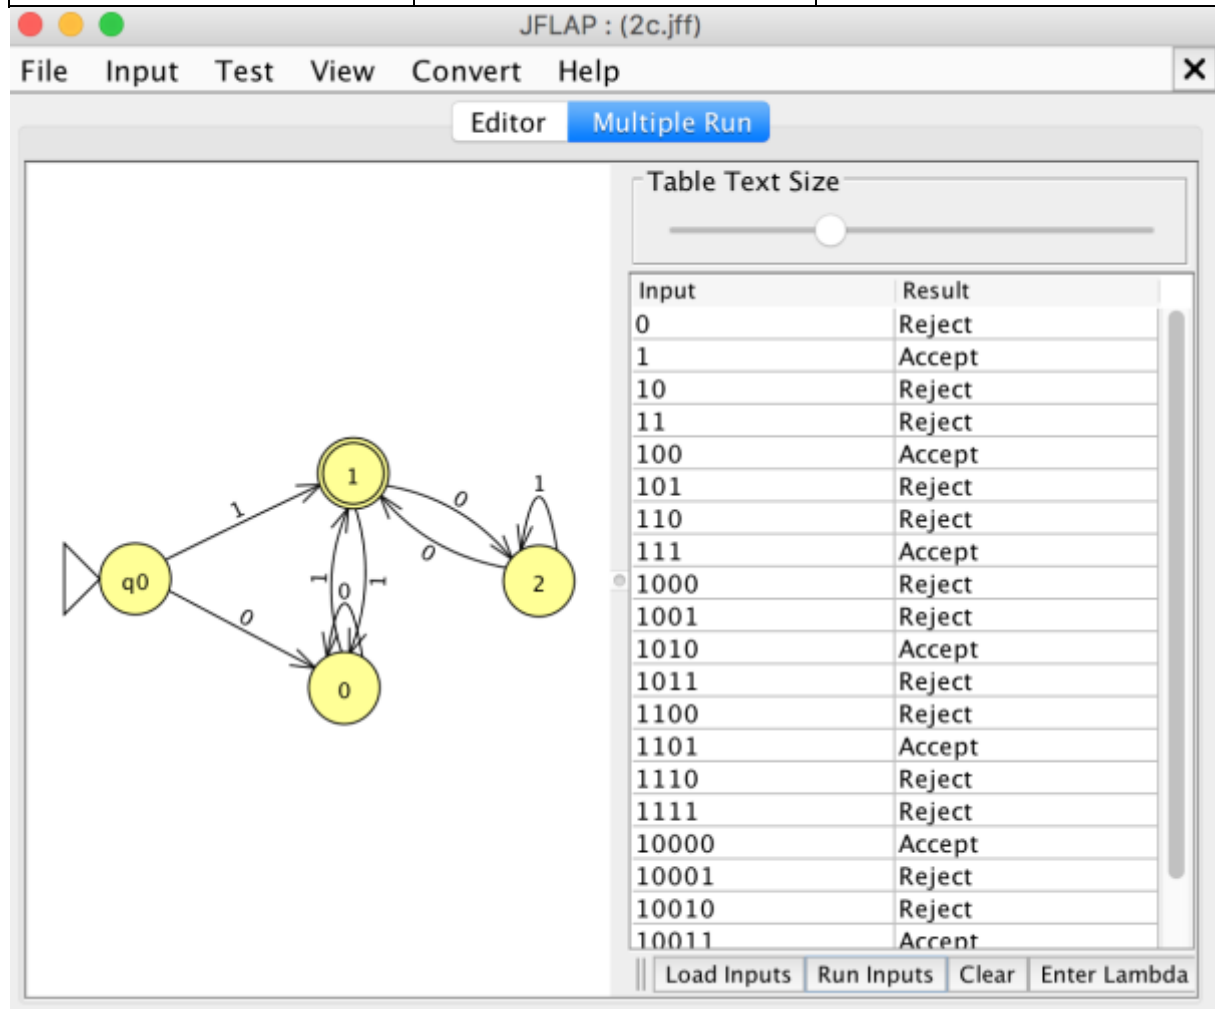 JFLAP : (2c.jff)
File Input Test View Convert Help
Editor Multiple Run
Table Text Size
Input Result
0 Reject
1 Accept
10 Reject
11 Reject
100 Accept
101 Reject
110 Reject
111 Accept
1000 Reject
1001 Reject
1010 Accept
1011 Reject
1100 Reject
1101 Accept
1110 Reject
1111 Reject
10000 Accept
10001 Reject
10010 Reject
10011 Accept
Load Inputs Run Inputs Clear Enter Lambda
1
1
0
1
0
q0
2
1
0
1
0
0